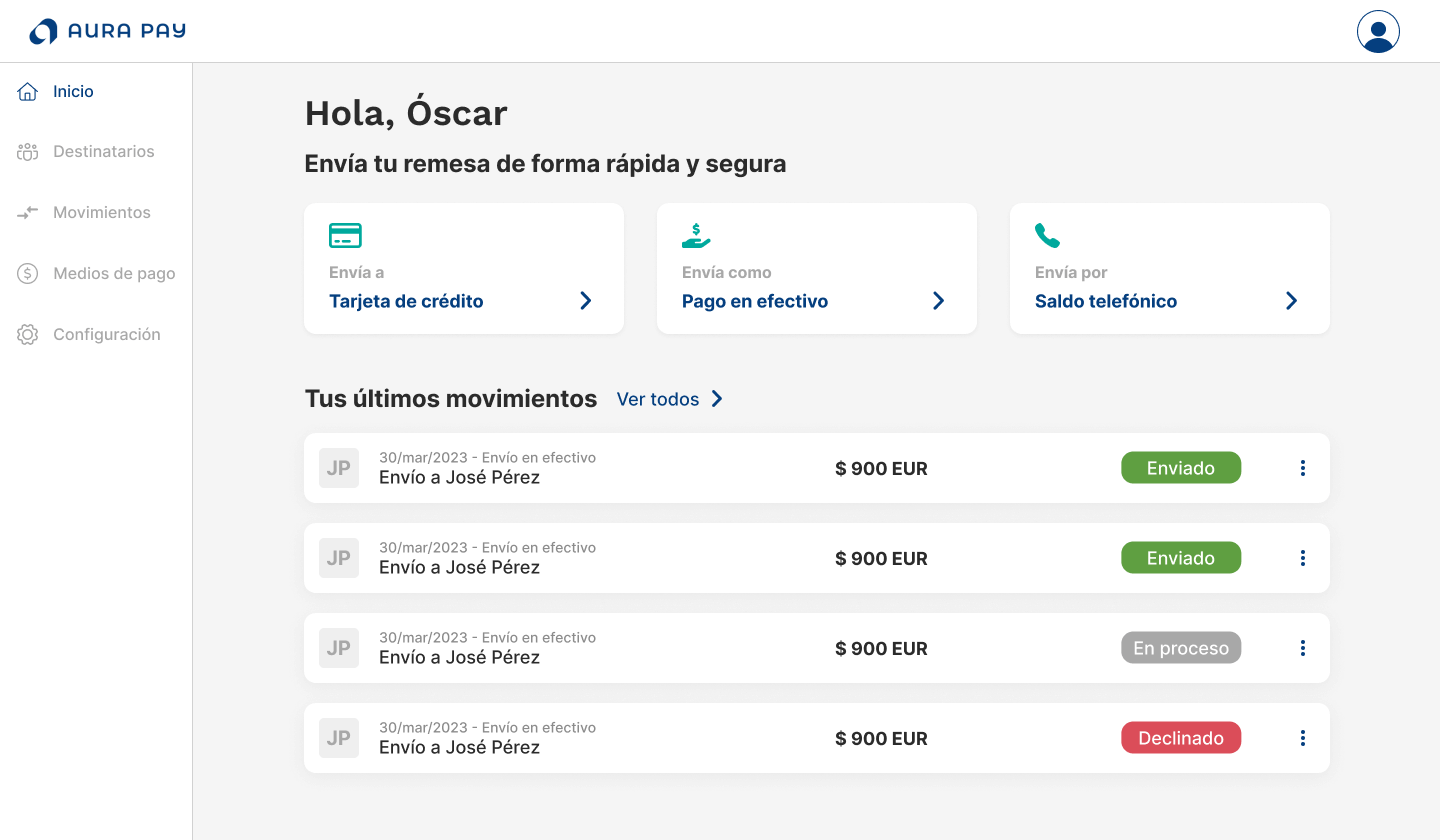 AURA PAY
Inicio
Destinatarios
Movimientos
Medios de pago
Configuración
Hola, Óscar
Envía tu remesa de forma rápida y segura
Envía a
Tarjeta de crédito
Envía como
Pago en efectivo
Envía por
Saldo telefónico
Tus últimos movimientos Ver todos
JP
30/mar/2023 - Envío en efectivo
Envío a José Pérez
$ 900 EUR
Enviado
JP
30/mar/2023 - Envío en efectivo
Envío a José Pérez
$ 900 EUR
Enviado
JP
30/mar/2023 - Envío en efectivo
Envío a José Pérez
$ 900 EUR
En proceso
JP
30/mar/2023 - Envío en efectivo
Envío a José Pérez
$ 900 EUR
Declinado